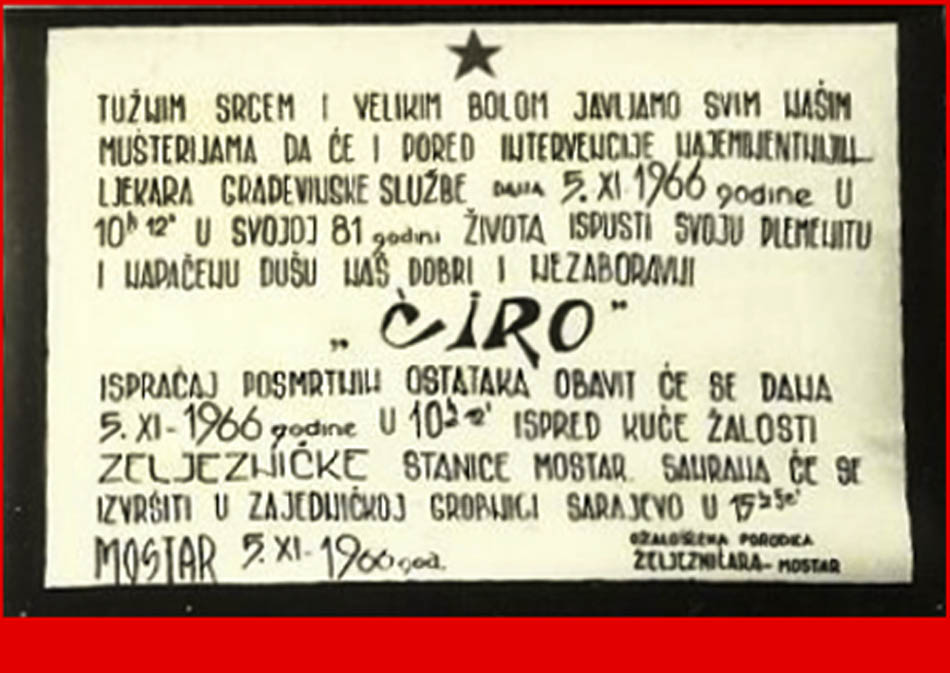 TUŽNIM SRCEM I VELIKIM BOLOM JAVLJAMO SVIM NAŠIM
MUŠTERIJAMA DA ĆE I PORED INTERVENCIJE NAJEMINENTNIJIH
LJEKARA GRAĐEVINSKE SLUŽBE DANA 5. XI 1966 godine U
10h 12" U SVOJOJ 81 godini ŽIVOTA ISPUSTI SVOJU PLEMENITU
I NAPAĆENU DUŠU NAŠ DOBRI I NEZABORAVNI
„ ĆIRO "
ISPRAĆAJ POSMRTNIH OSTATAKA OBAVIT ĆE SE DANA
5. XI - 1966 godine U 10h 12' ISPRED KUĆE ŽALOSTI
ŽELJEZNIČKE STANICE MOSTAR. SAHRANA ĆE SE
IZVRŠITI U ZAJEDNIČKOJ GROBNICI SARAJEVO U
MOSTAR 5. XI - 1966 god.
OŽALOŠĆENA PORODICA
ŽELJEZNIČARA - MOSTAR